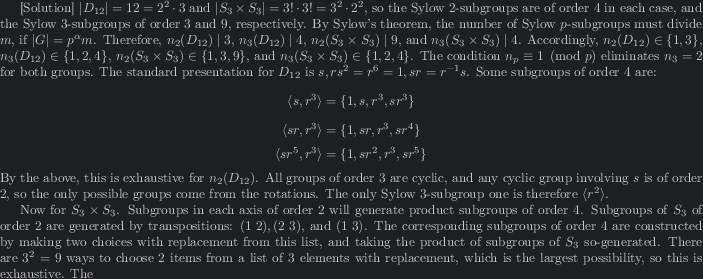 [Solution] |D₁₂| = 12 = 2² · 3 and |S₃ × S₃| = 3! · 3! = 3² · 2², so the Sylow 2-subgroups are of order 4 in each case, and
the Sylow 3-subgroups of order 3 and 9, respectively. By Sylow's theorem, the number of Sylow p-subgroups must divide
m, if |G| = pᵅm. Therefore, n₂(D₁₂) | 3, n₃(D₁₂) | 4, n₂(S₃ × S₃) | 9, and n₃(S₃ × S₃) | 4. Accordingly, n₂(D₁₂) ∈ {1, 3},
n₃(D₁₂) ∈ {1, 2, 4}, n₂(S₃ × S₃) ∈ {1, 3, 9}, and n₃(S₃ × S₃) ∈ {1, 2, 4}. The condition nₚ ≡ 1 (mod p) eliminates n₃ = 2
for both groups. The standard presentation for D₁₂ is s, rs² = r⁶ = 1, sr = r⁻¹s. Some subgroups of order 4 are:
⟨s, r³⟩ = {1, s, r³, sr³}
⟨sr, r³⟩ = {1, sr, r³, sr⁴}
⟨sr⁵, r³⟩ = {1, sr², r³, sr⁵}
By the above, this is exhaustive for n₂(D₁₂). All groups of order 3 are cyclic, and any cyclic group involving s is of order
2, so the only possible groups come from the rotations. The only Sylow 3-subgroup one is therefore ⟨r²⟩.
Now for S₃ × S₃. Subgroups in each axis of order 2 will generate product subgroups of order 4. Subgroups of S₃ of
order 2 are generated by transpositions: (1 2), (2 3), and (1 3). The corresponding subgroups of order 4 are constructed
by making two choices with replacement from this list, and taking the product of subgroups of S₃ so-generated. There
are 3² = 9 ways to choose 2 items from a list of 3 elements with replacement, which is the largest possibility, so this is
exhaustive. The